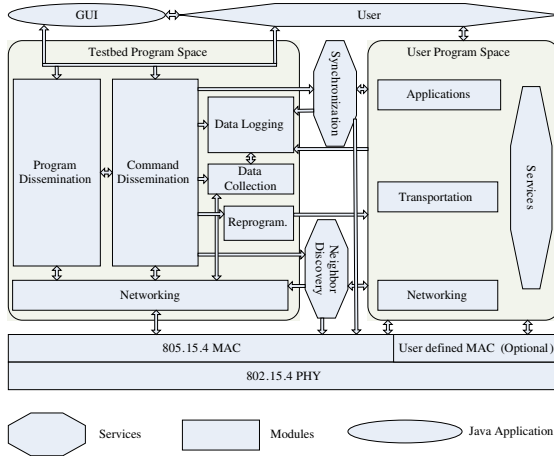 GUI
User
Testbed Program Space
User Program Space
Synchronization
Applications
Data Logging
Program
Dissemination
Command
Dissemination
Data
Collection
Transportation
Services
Reprogram.
Neighbor
Discovery
Networking
Networking
805.15.4 MAC
User defined MAC (Optional)
802.15.4 PHY
Services
Modules
Java Application